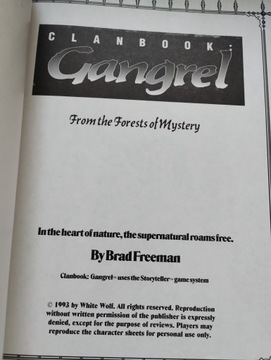 CLANBOOK:
Gangrel
From the Forests of Mystery
In the heart of nature, the supernatural roams free.
By Brad Freeman
Clanbook: Gangrel™ uses the Storyteller™ game system
© 1993 by White Wolf. All rights reserved. Reproduction
without written permission of the publisher is expressly
denied, except for the purpose of reviews. Players may
reproduce the character sheets for personal use only.